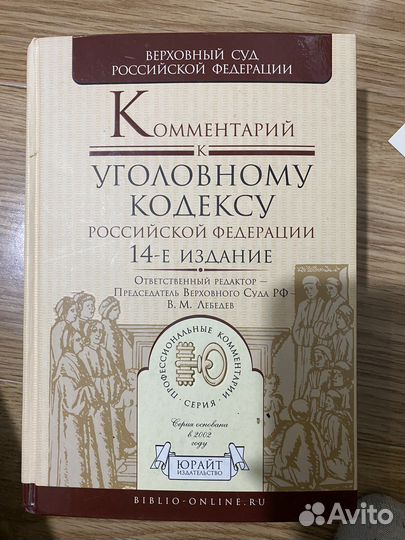 ВЕРХОВНЫЙ СУД
РОССИЙСКОЙ ФЕДЕРАЦИИ
КОММЕНТАРИЙ
К
УГОЛОВНОМУ
КОДЕКСУ
РОССИЙСКОЙ ФЕДЕРАЦИИ
14-Е ИЗДАНИЕ
ОТВЕТСТВЕННЫЙ РЕДАКТОР –
ПРЕДСЕДАТЕЛЬ ВЕРХОВНОГО СУДА РФ
В. М. ЛЕБЕДЕВ
ПРОФЕССИОНАЛЬНЫЕ КОММЕНТАРИИ
СЕРИЯ
Серия основана
в 2002
году
ЮРАЙТ
ИЗДАТЕЛЬСТВО
BIBLIO-ONLINE.RU
Avito